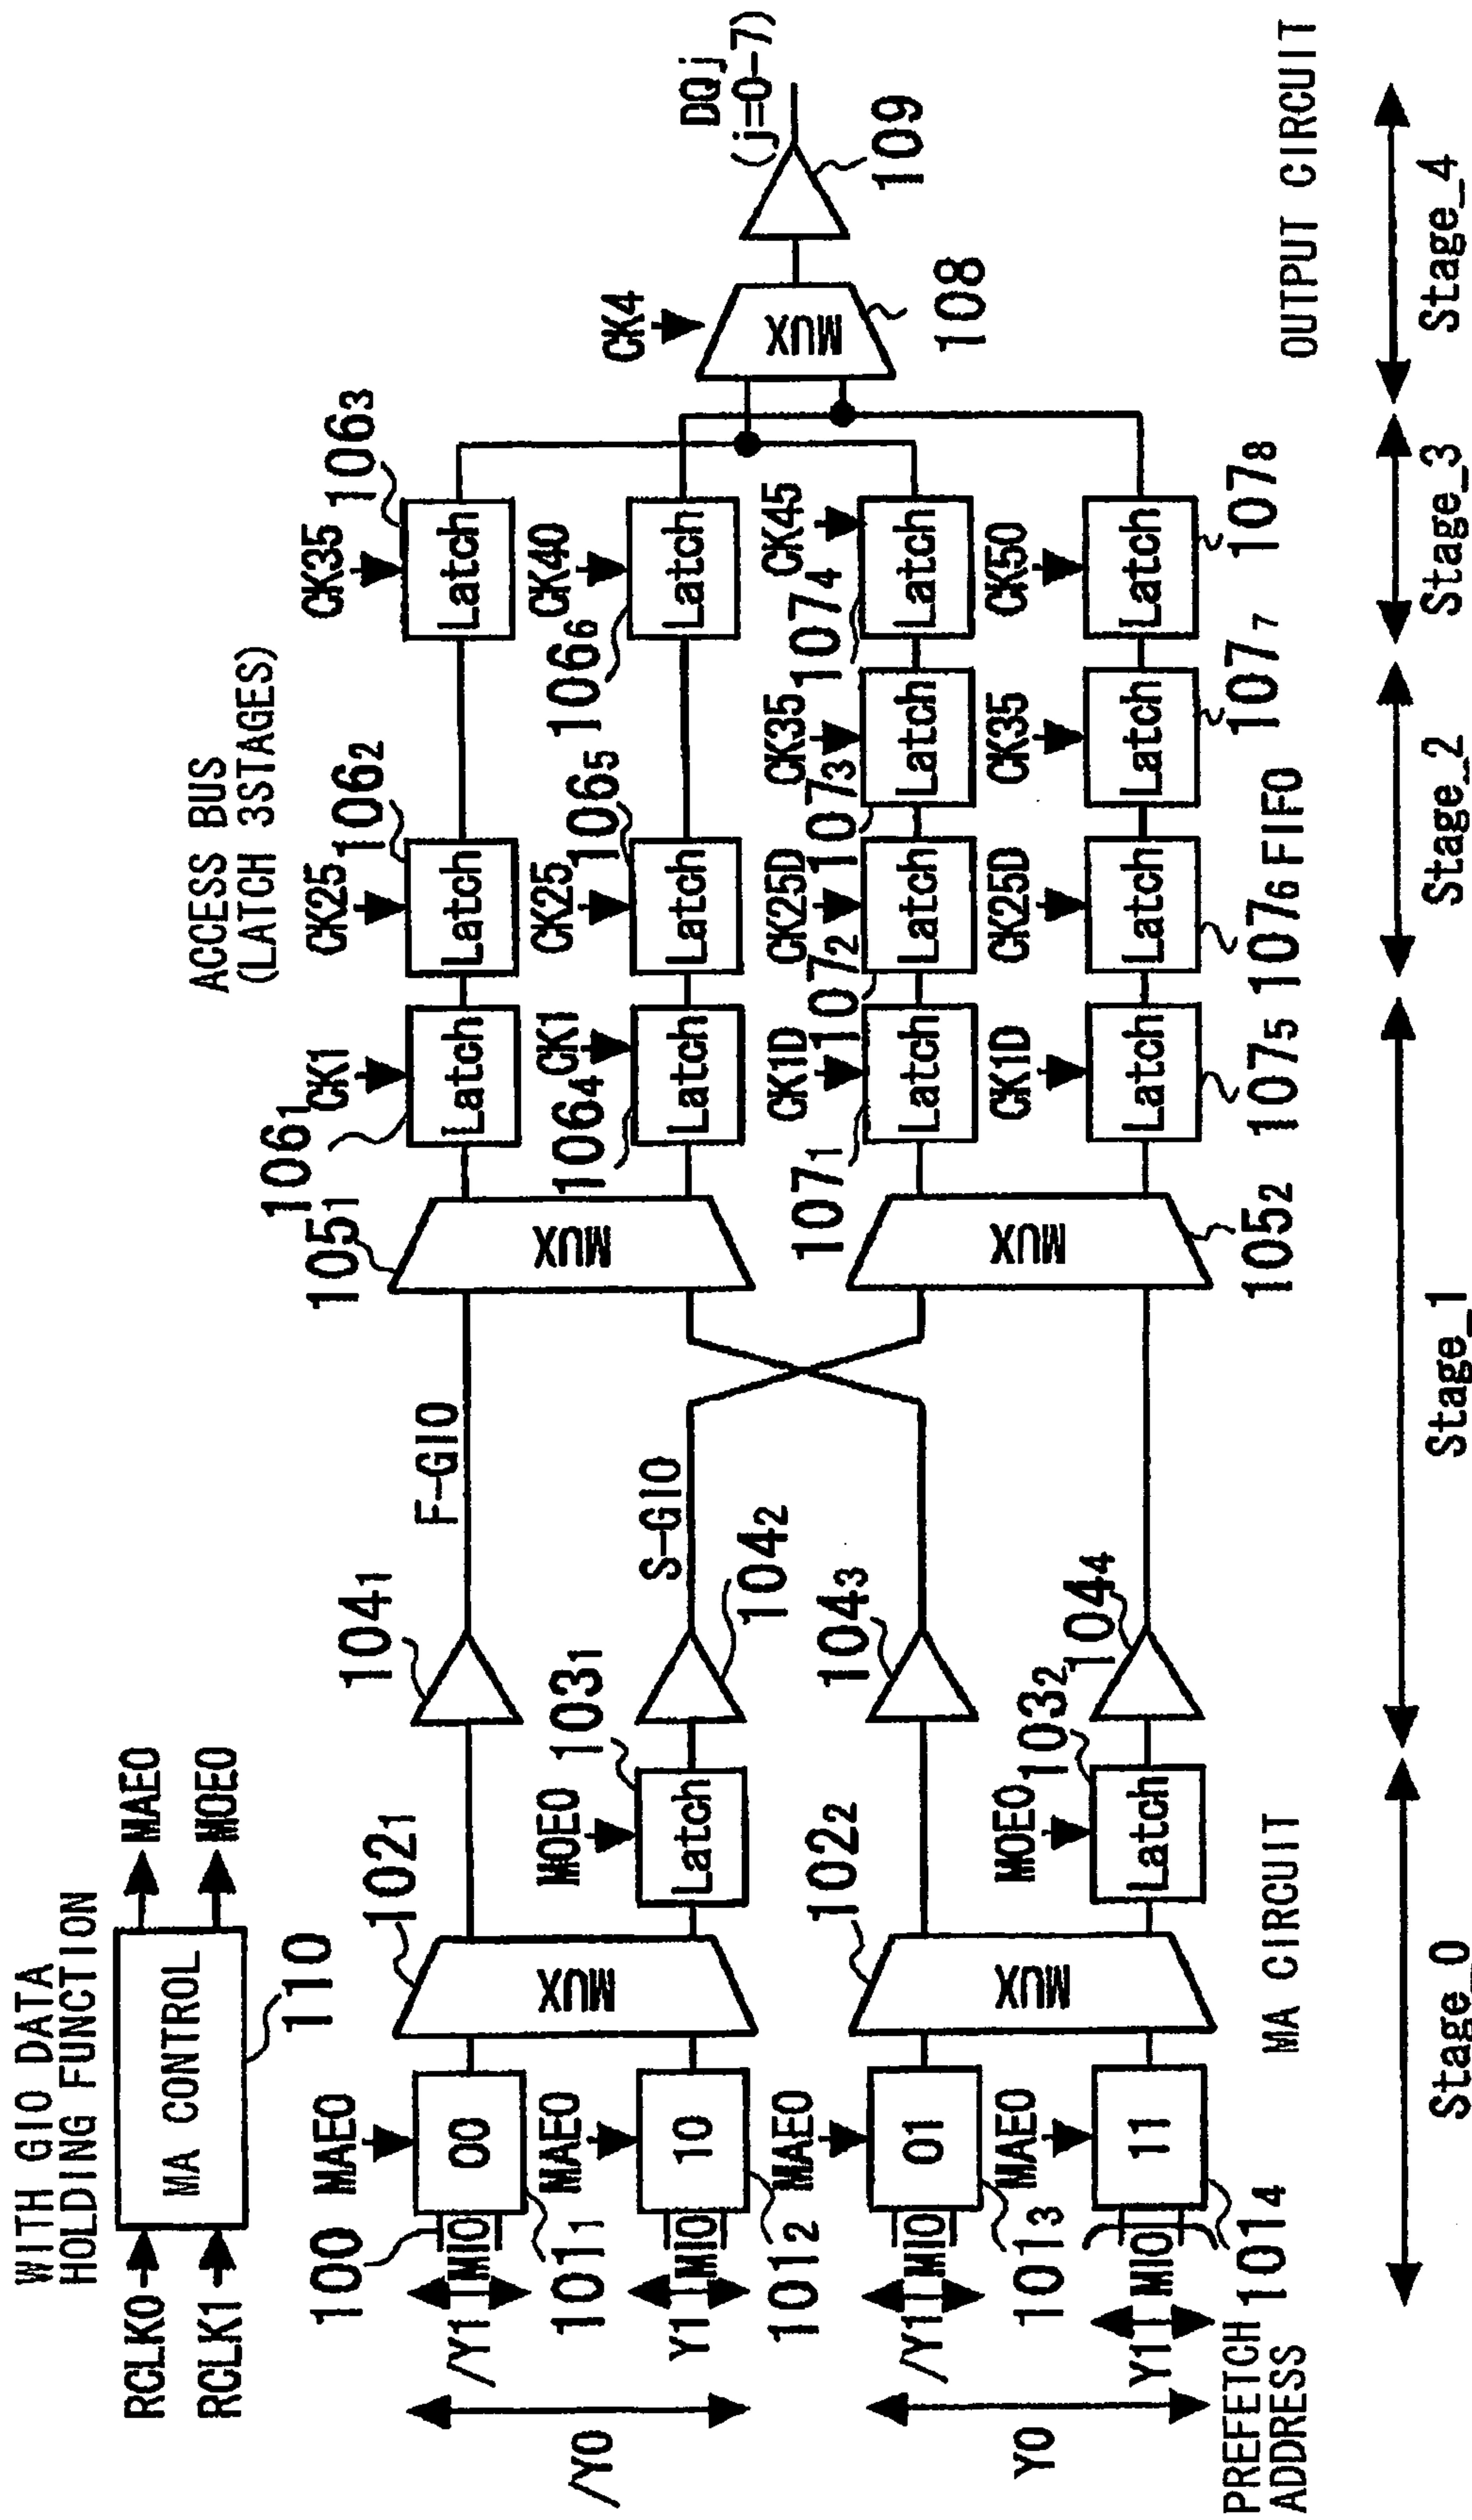 WITH GIO DATA
HOLDING FUNCTION
RCLK0
RCLK1
MA CONTROL
110
MAE0
MOE0
ACCESS BUS
(LATCH 3STAGES)
100
MAE0
/Y1
MIO
00
101₁
102₁
MUX
104₁
F-GIO
105₁
MUX
106₁
CK1
Latch
CK25
106₂
Latch
CK35
106₃
Latch
/Y0
MAE0
Y1
MIO
10
101₂
MOE0
103₁
Latch
104₂
S-GIO
106₄
CK1
Latch
CK25
106₅
Latch
106₆
CK40
Latch
CK4
MUX
108
109
DQj
(j=0-7)
MAE0
/Y1
MIO
01
101₃
102₂
MUX
104₃
107₁
CK1D
Latch
107₂
CK25D
Latch
107₃
CK35
Latch
107₄
CK45
Latch
Y0
MAE0
Y1
MIO
11
101₄
MOE0
103₂
Latch
104₄
MUX
105₂
CK1D
Latch
107₅
CK25D
Latch
107₆
FIFO
CK35
Latch
107₇
CK50
Latch
107₈
PREFETCH
ADDRESS
MA CIRCUIT
OUTPUT CIRCUIT
Stage_0
Stage_1
Stage_2
Stage_3
Stage_4